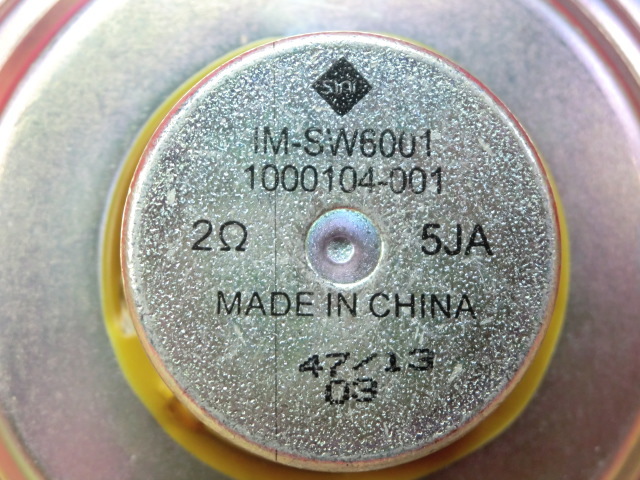 sini
IM-SW6001
1000104-001
2Ω 5JA
MADE IN CHINA
47/13
03